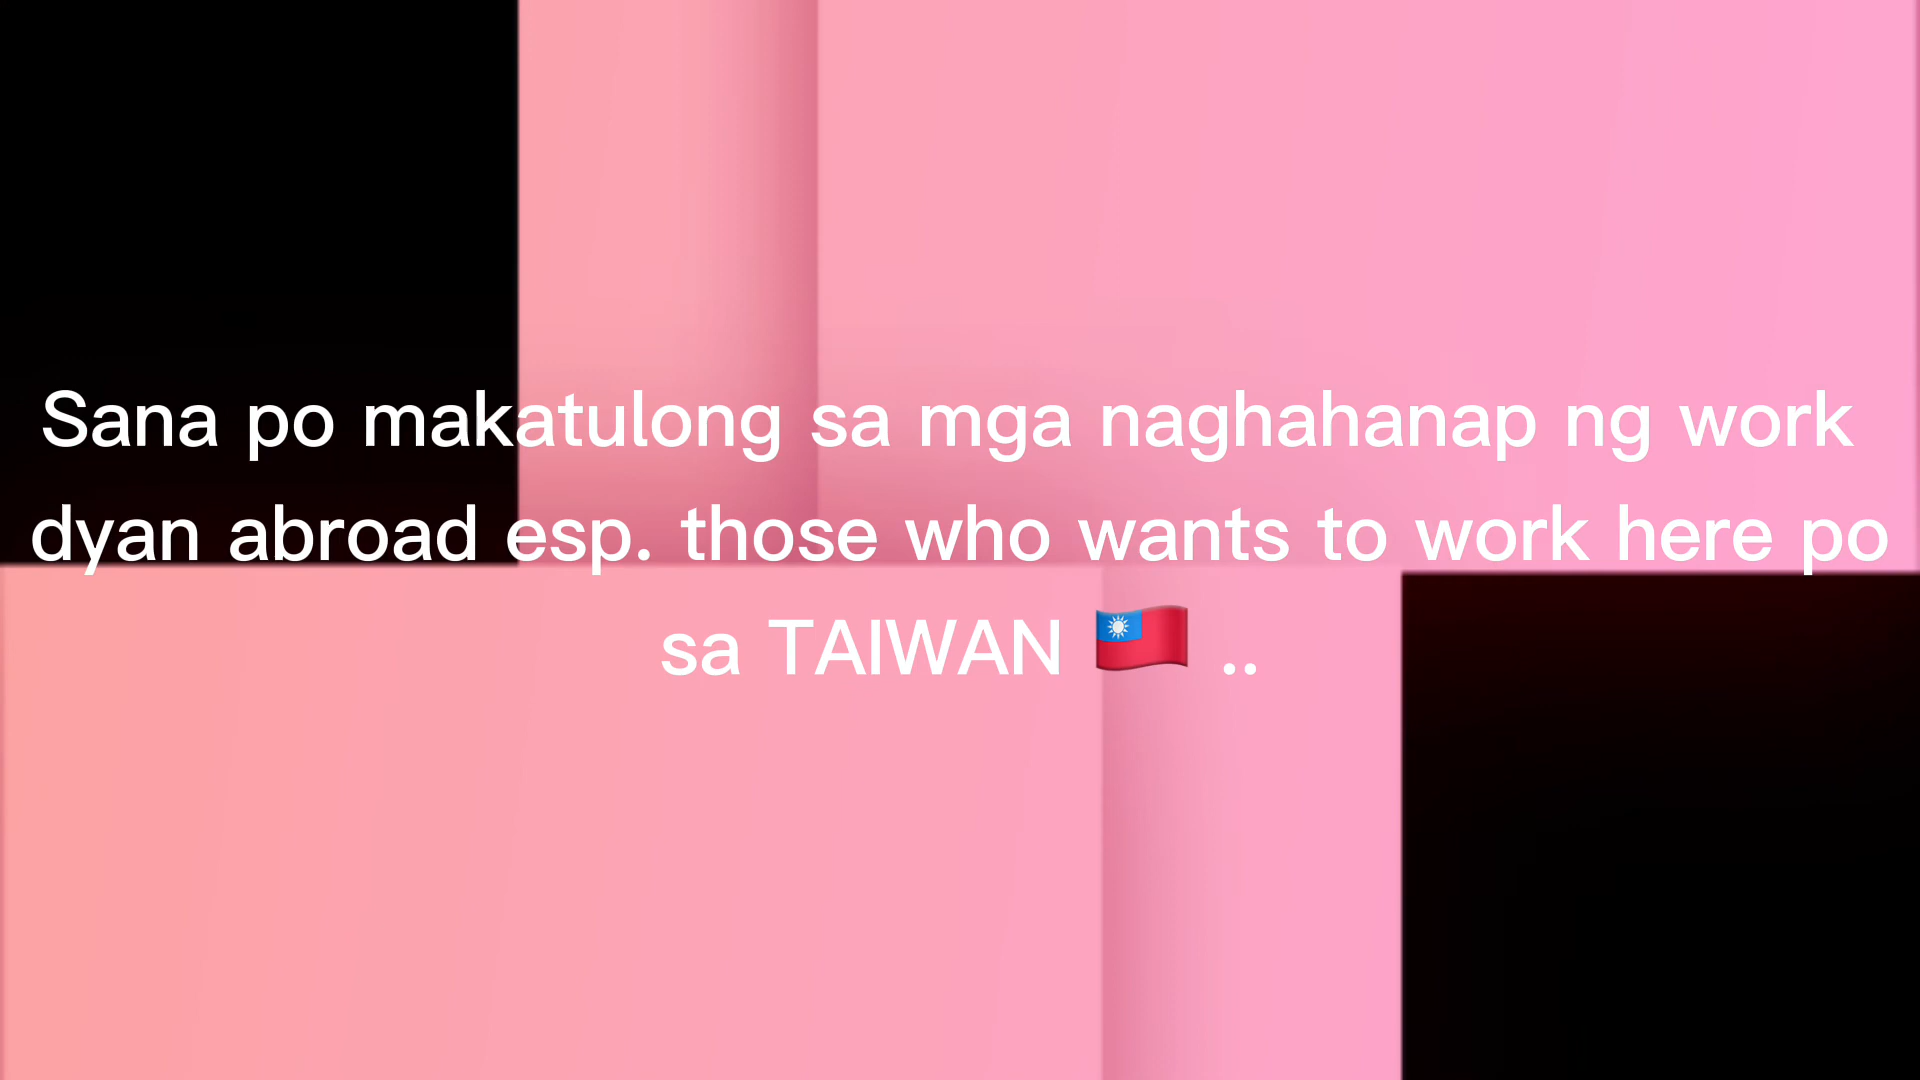 Sana po makatulong sa mga naghahanap ng work
dyan abroad esp. those who wants to work here po
sa TAIWAN 🇹🇼 ..